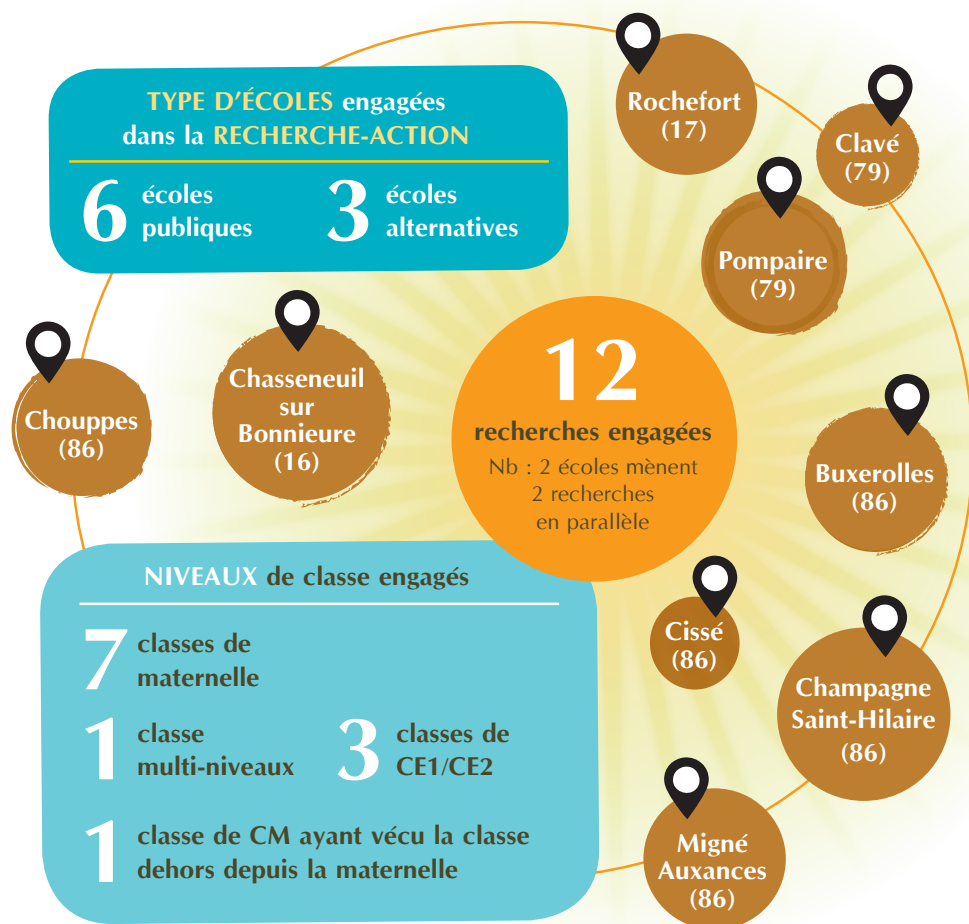 TYPE D'ÉCOLES engagées
dans la RECHERCHE-ACTION
6 écoles
publiques
3 écoles
alternatives
Rochefort
(17)
Clavé
(79)
Pompaire
(79)
Chouppes
(86)
Chasseneuil
sur
Bonnieure
(16)
12
recherches engagées
Nb : 2 écoles mènent
2 recherches
en parallèle
Buxerolles
(86)
NIVEAUX de classe engagés
7 classes de
maternelle
1 classe
multi-niveaux
3 classes de
CE1/CE2
1 classe de CM ayant vécu la classe
dehors depuis la maternelle
Cissé
(86)
Champagne
Saint-Hilaire
(86)
Migné
Auxances
(86)